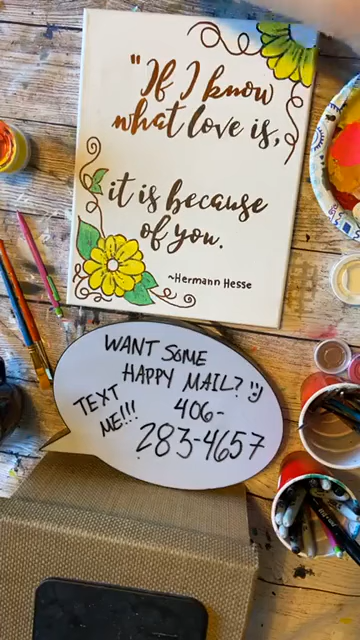 "If I know
what love is,
it is because
of you.
~Hermann Hesse
WANT SOME
HAPPY MAIL?
TEXT
ME!!!
406-
283-4657